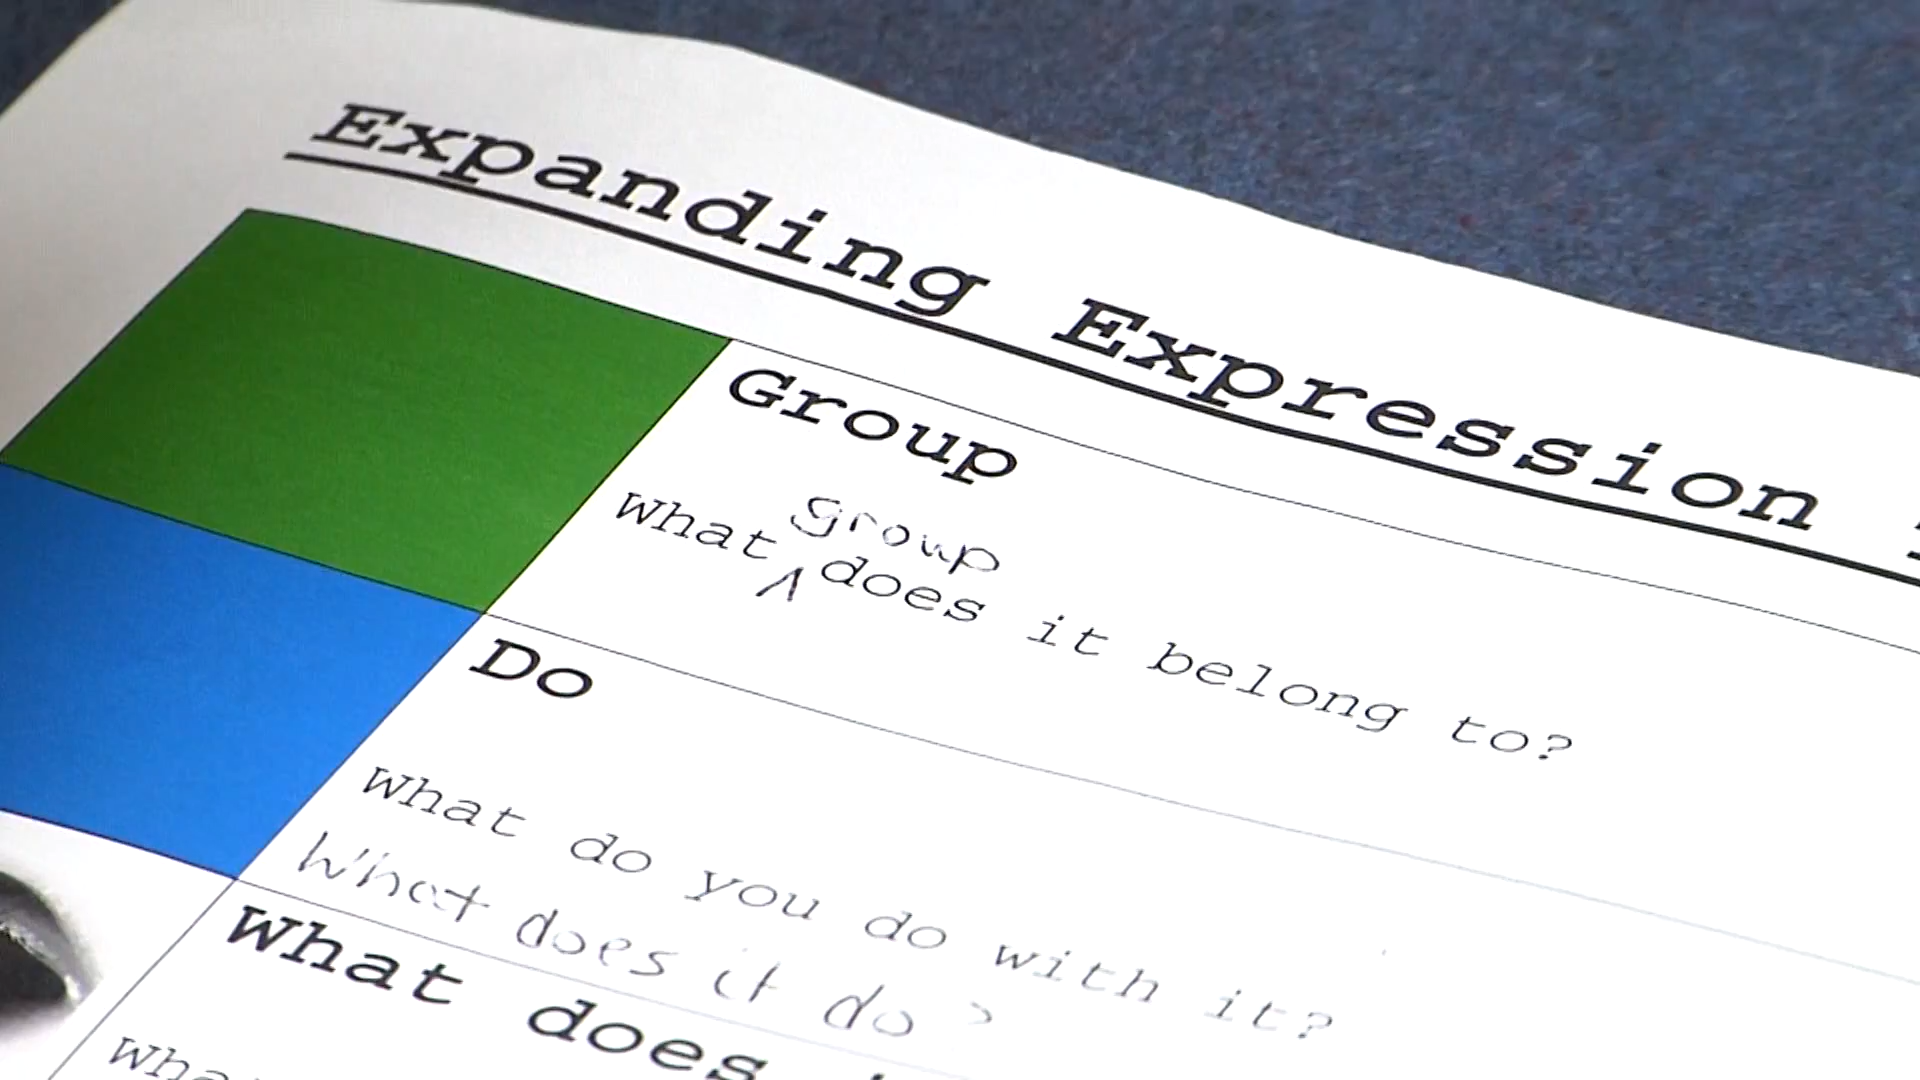 Expanding Expression
Group
group
What ^ does it belong to?
Do
What do you do with it?
What does it do?
What does